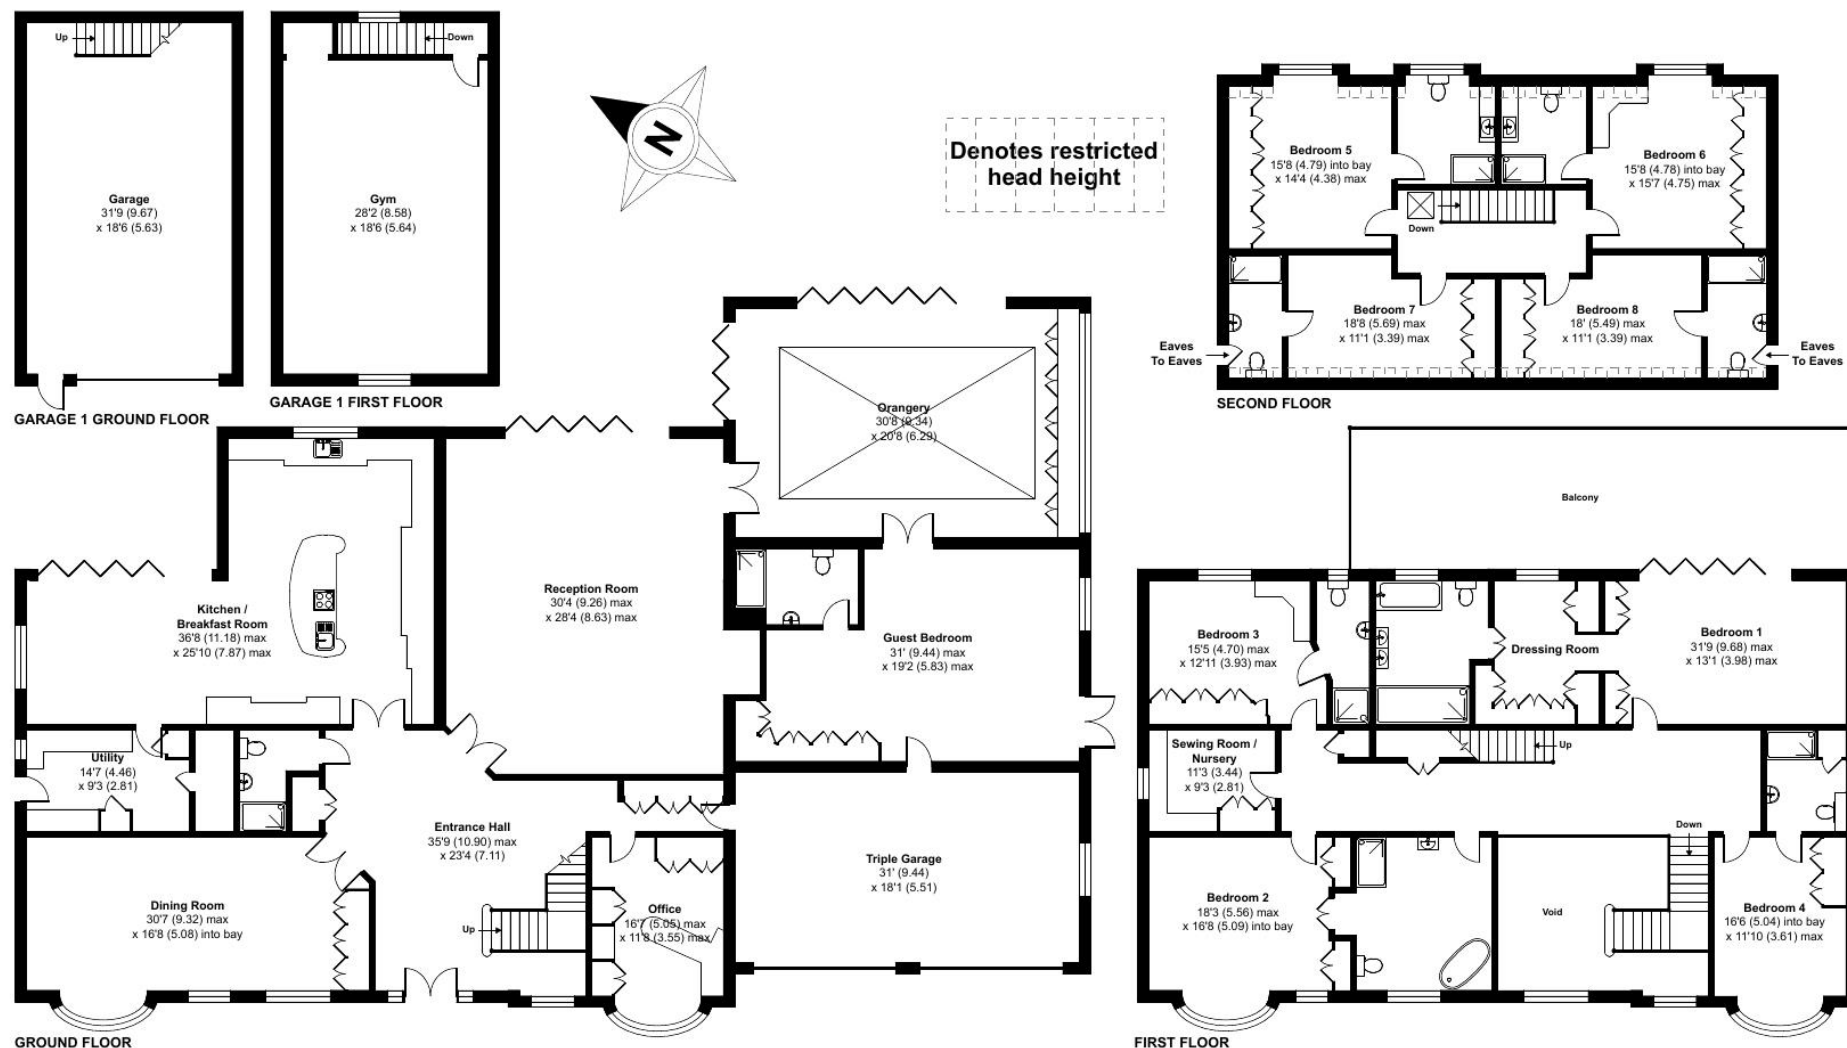 Up
Garage
31'9 (9.67)
x 18'6 (5.63)
GARAGE 1 GROUND FLOOR
Down
Gym
28'2 (8.58)
x 18'6 (5.64)
GARAGE 1 FIRST FLOOR
N
Denotes restricted
head height
Bedroom 5
15'8 (4.79) into bay
x 14'4 (4.38) max
Bedroom 6
15'8 (4.78) into bay
x 15'7 (4.75) max
Down
Bedroom 7
18'8 (5.69) max
x 11'1 (3.39) max
Bedroom 8
18' (5.49) max
x 11'1 (3.39) max
Eaves
To Eaves
Eaves
To Eaves
SECOND FLOOR
Orangery
30'8 (9.34)
x 20'8 (6.29)
Kitchen /
Breakfast Room
36'8 (11.18) max
x 25'10 (7.87) max
Reception Room
30'4 (9.26) max
x 28'4 (8.63) max
Guest Bedroom
31' (9.44) max
x 19'2 (5.83) max
Utility
14'7 (4.46)
x 9'3 (2.81)
Entrance Hall
35'9 (10.90) max
x 23'4 (7.11)
Triple Garage
31' (9.44)
x 18'1 (5.51)
Dining Room
30'7 (9.32) max
x 16'8 (5.08) into bay
Up
Office
16'7 (5.05) max
x 11'8 (3.55) max
GROUND FLOOR
Balcony
Bedroom 3
15'5 (4.70) max
x 12'11 (3.93) max
Dressing Room
Bedroom 1
31'9 (9.68) max
x 13'1 (3.98) max
Sewing Room /
Nursery
11'3 (3.44)
x 9'3 (2.81)
Up
Down
Bedroom 2
18'3 (5.56) max
x 16'8 (5.09) into bay
Void
Bedroom 4
16'6 (5.04) into bay
x 11'10 (3.61) max
FIRST FLOOR